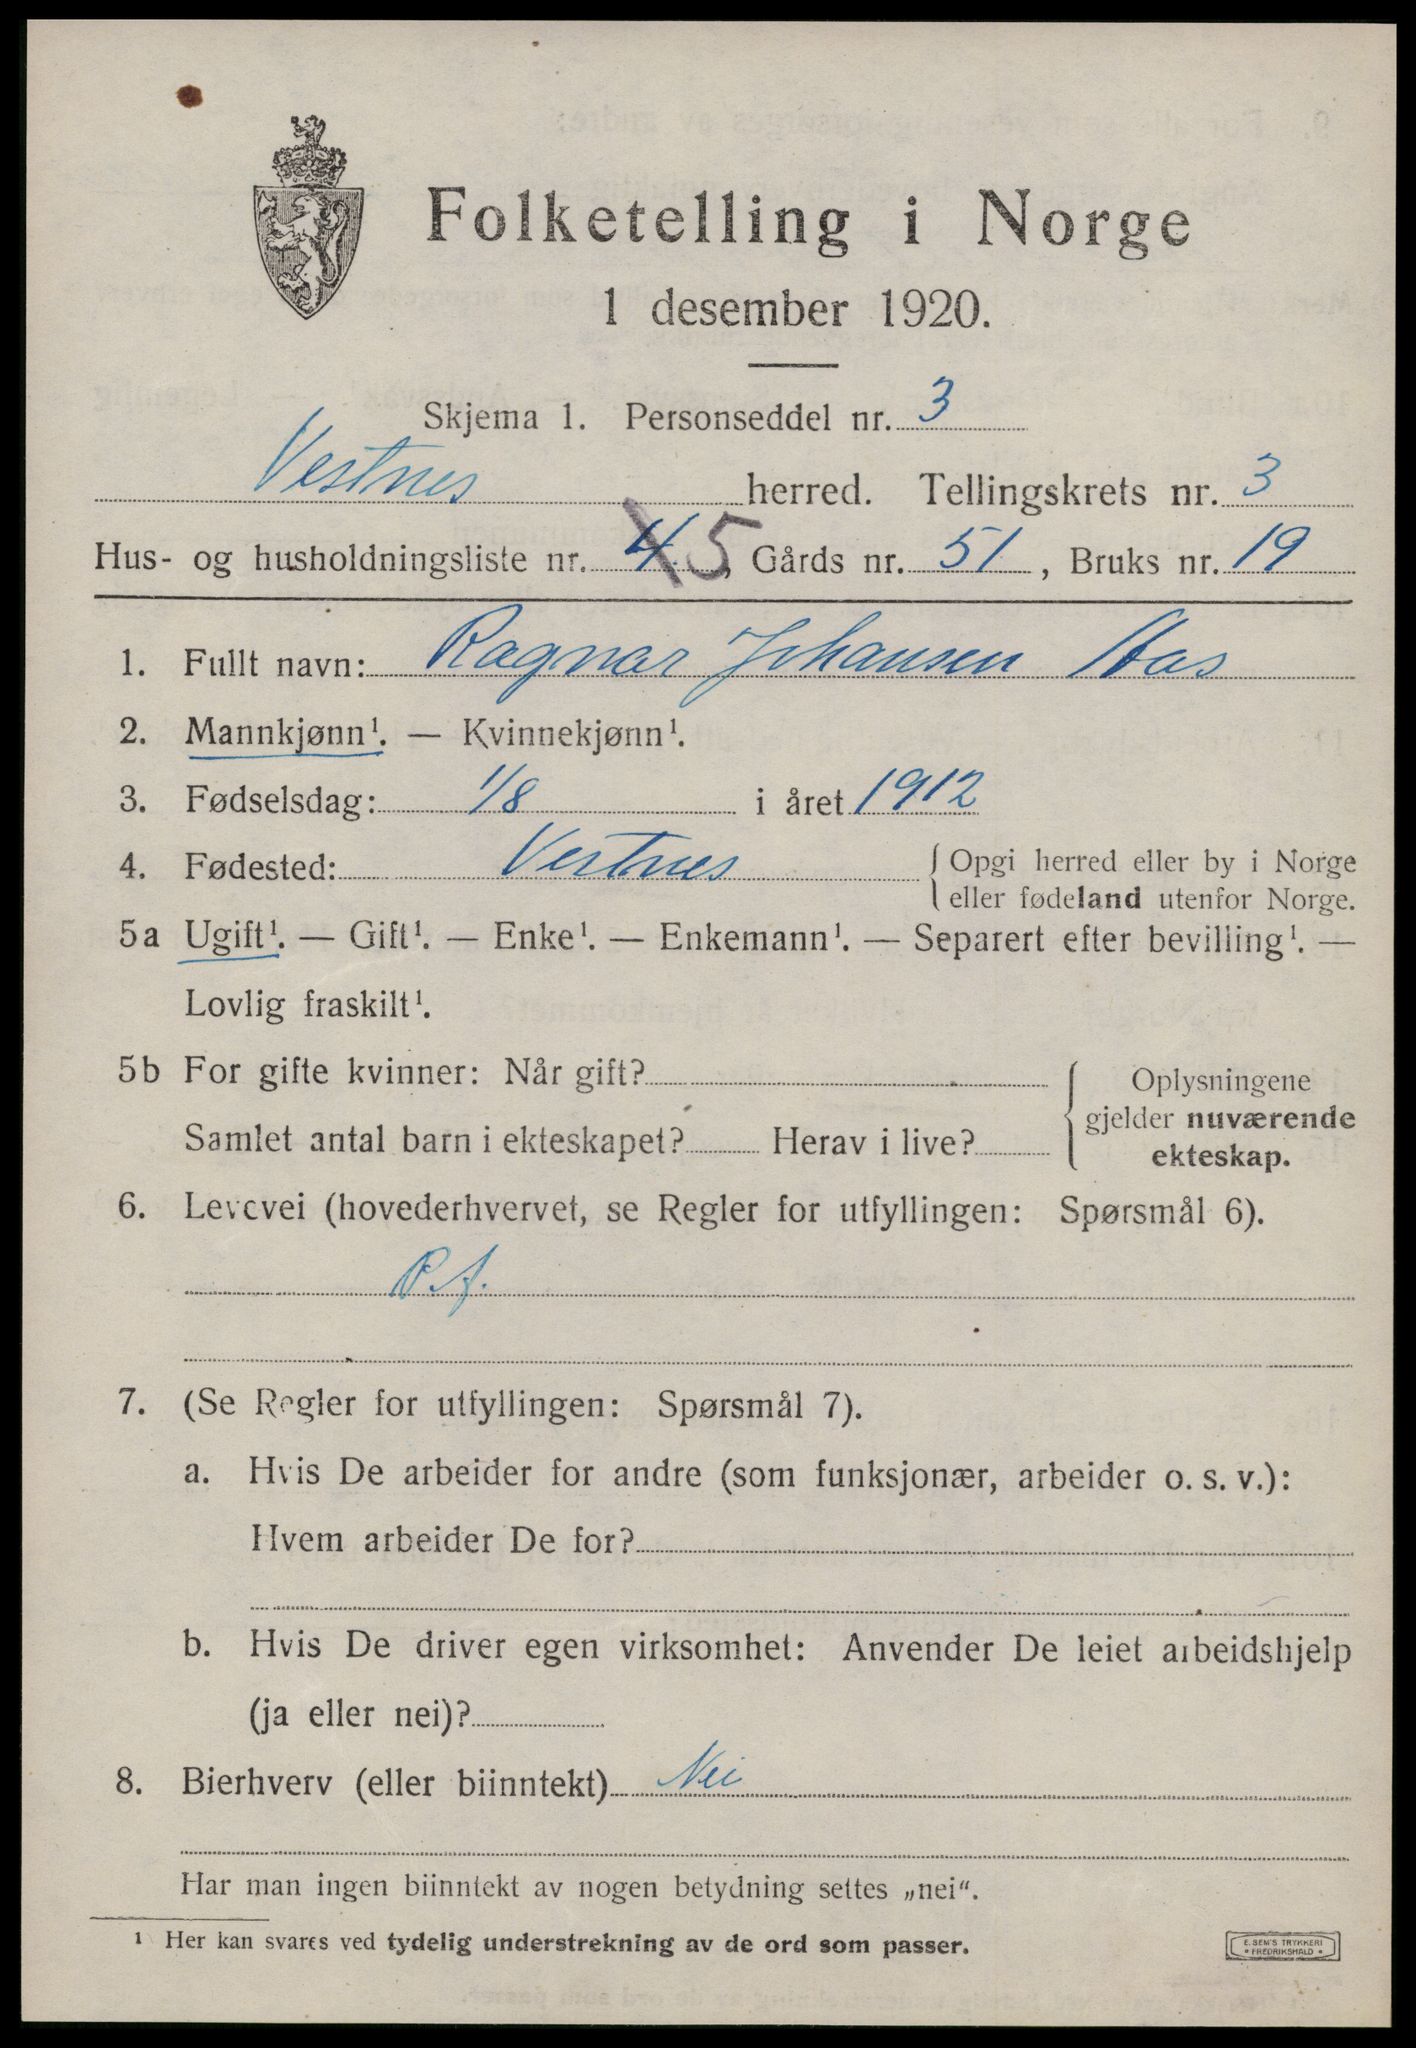 Folketelling i Norge
1 desember 1920.
Skjema 1. Personseddel nr. 3
Vestnes herred. Tellingskrets nr. 3
Hus- og husholdningsliste nr. 4 5, Gårds nr. 51, Bruks nr. 19
1. Fullt navn: Ragnar Johansen
2. Mannkjønn¹. — Kvinnekjønn¹.
3. Fødselsdag: 1/8 i året 1912
4. Fødested: Vestnes { Opgi herred eller by i Norge
eller fødeland utenfor Norge.
5a Ugift¹. — Gift¹. — Enke¹. — Enkemann¹. — Separert efter bevilling¹. —
Lovlig fraskilt¹.
5b For gifte kvinner: Når gift? { Oplysningene
gjelder nuværende
Samlet antal barn i ekteskapet? Herav i live?
ekteskap.
6. Levevei (hovederhvervet, se Regler for utfyllingen: Spørsmål 6).
P. f.
7. (Se Regler for utfyllingen: Spørsmål 7).
a. Hvis De arbeider for andre (som funksjonær, arbeider o. s. v.):
Hvem arbeider De for?
b. Hvis De driver egen virksomhet: Anvender De leiet arbeidshjelp
(ja eller nei)?
8. Bierhverv (eller biinntekt) Nei
Har man ingen biinntekt av nogen betydning settes „nei“.
¹ Her kan svares ved tydelig understrekning av de ord som passer.
E. SEM'S TRYKKERI
• FREDRIKSHALD •